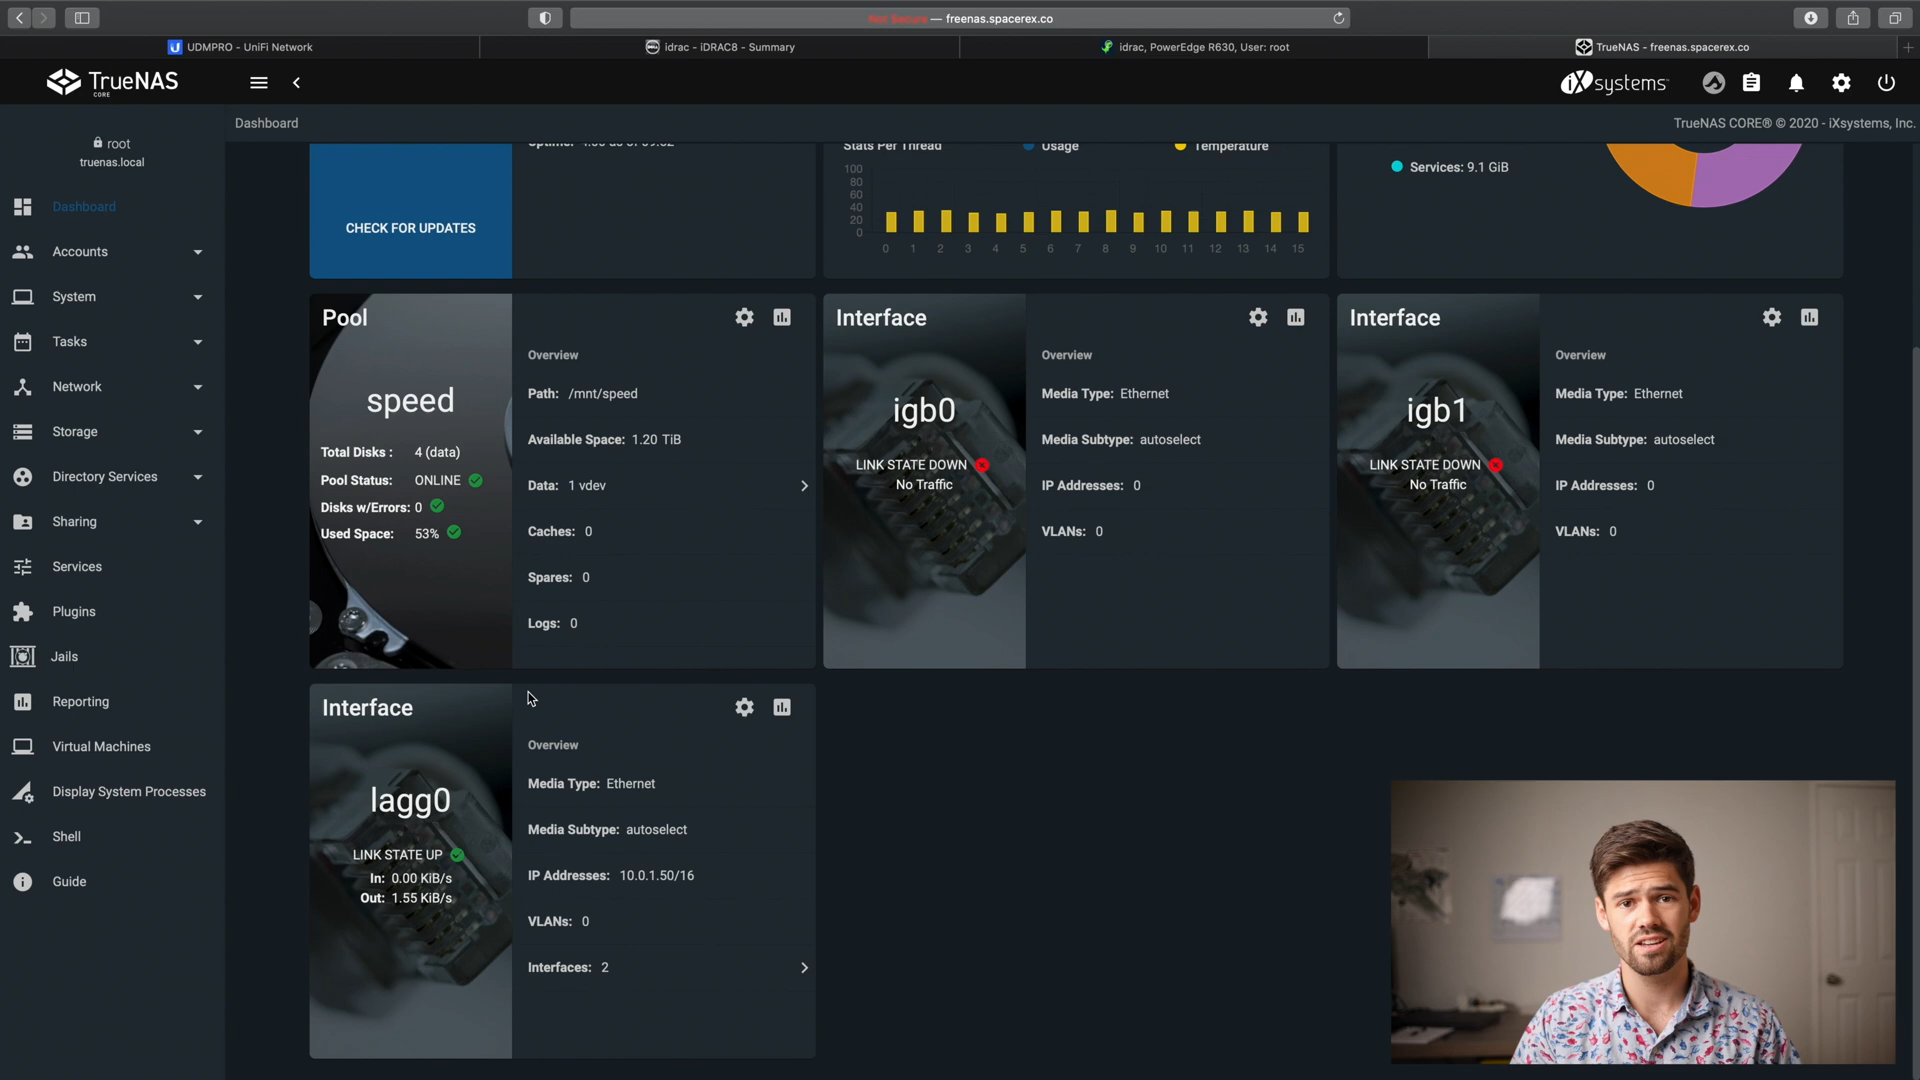 Not Secure — freenas.spacerex.co
UDMPRO - UniFi Network
idrac - iDRAC8 - Summary
idrac, PowerEdge R630, User: root
TrueNAS - freenas.spacerex.co
TrueNAS
CORE
iXsystems™
root
truenas.local
Dashboard
TrueNAS CORE® © 2020 - iXsystems, Inc.
Dashboard
Accounts
System
Tasks
Network
Storage
Directory Services
Sharing
Services
Plugins
Jails
Reporting
Virtual Machines
Display System Processes
Shell
Guide
CHECK FOR UPDATES
Stats Per Thread
Usage
Temperature
100
80
60
40
20
0
0 1 2 3 4 5 6 7 8 9 10 11 12 13 14 15
Services: 9.1 GiB
Pool
speed
Total Disks : 4 (data)
Pool Status: ONLINE
Disks w/Errors: 0
Used Space: 53%
Overview
Path: /mnt/speed
Available Space: 1.20 TiB
Data: 1 vdev
Caches: 0
Spares: 0
Logs: 0
Interface
igb0
LINK STATE DOWN
No Traffic
Overview
Media Type: Ethernet
Media Subtype: autoselect
IP Addresses: 0
VLANs: 0
Interface
igb1
LINK STATE DOWN
No Traffic
Overview
Media Type: Ethernet
Media Subtype: autoselect
IP Addresses: 0
VLANs: 0
Interface
lagg0
LINK STATE UP
In: 0.00 KiB/s
Out: 1.55 KiB/s
Overview
Media Type: Ethernet
Media Subtype: autoselect
IP Addresses: 10.0.1.50/16
VLANs: 0
Interfaces: 2